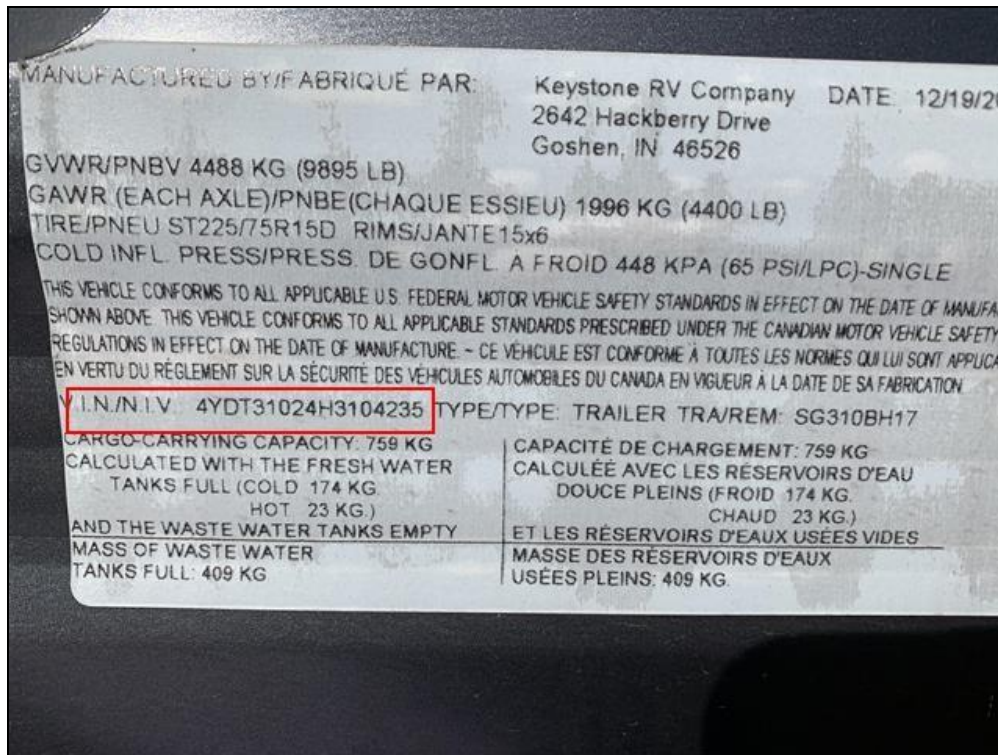 MANUFACTURED BY/FABRIQUÉ PAR: Keystone RV Company DATE 12/19/20
2642 Hackberry Drive
Goshen, IN 46526
GVWR/PNBV 4488 KG (9895 LB)
GAWR (EACH AXLE)/PNBE(CHAQUE ESSIEU) 1996 KG (4400 LB)
TIRE/PNEU ST225/75R15D RIMS/JANTE 15x6
COLD INFL. PRESS/PRESS. DE GONFL. A FROID 448 KPA (65 PSI/LPC)-SINGLE
THIS VEHICLE CONFORMS TO ALL APPLICABLE U.S. FEDERAL MOTOR VEHICLE SAFETY STANDARDS IN EFFECT ON THE DATE OF MANUFA
SHOWN ABOVE. THIS VEHICLE CONFORMS TO ALL APPLICABLE STANDARDS PRESCRIBED UNDER THE CANADIAN MOTOR VEHICLE SAFETY
REGULATIONS IN EFFECT ON THE DATE OF MANUFACTURE. - CE VÉHICULE EST CONFORME À TOUTES LES NORMES QUI LUI SONT APPLICA
EN VERTU DU RÈGLEMENT SUR LA SÉCURITÉ DES VÉHICULES AUTOMOBILES DU CANADA EN VIGUEUR À LA DATE DE SA FABRICATION
V.I.N./N.I.V.: 4YDT31024H3104235 TYPE/TYPE: TRAILER TRA/REM: SG310BH17
CARGO-CARRYING CAPACITY: 759 KG
CALCULATED WITH THE FRESH WATER
TANKS FULL (COLD 174 KG.
HOT 23 KG.)
AND THE WASTE WATER TANKS EMPTY
MASS OF WASTE WATER
TANKS FULL: 409 KG
CAPACITÉ DE CHARGEMENT: 759 KG
CALCULÉE AVEC LES RÉSERVOIRS D'EAU
DOUCE PLEINS (FROID 174 KG.
CHAUD 23 KG.)
ET LES RÉSERVOIRS D'EAUX USÉES VIDES
MASSE DES RÉSERVOIRS D'EAUX
USÉES PLEINS: 409 KG.